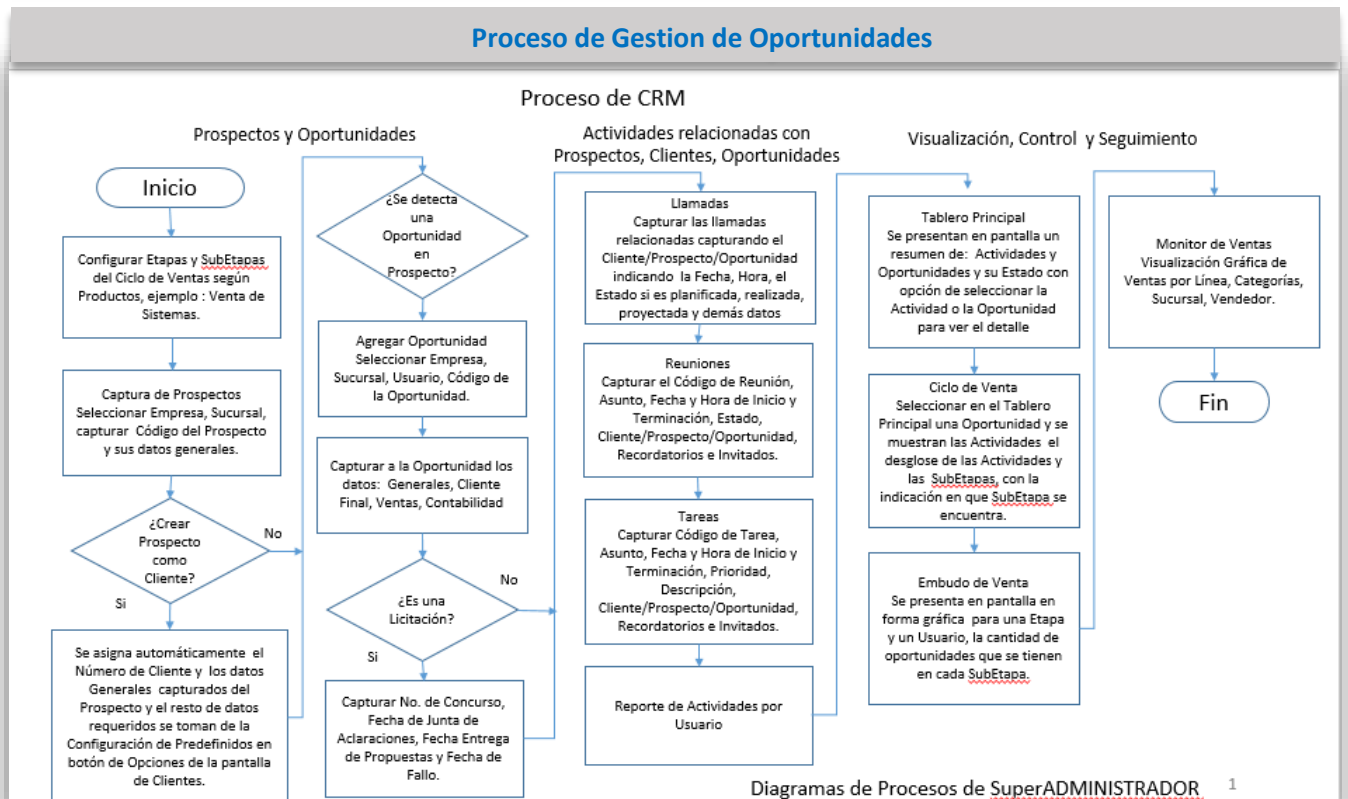 Proceso de Gestion de Oportunidades
Proceso de CRM
Prospectos y Oportunidades
Inicio
Configurar Etapas y SubEtapas
del Ciclo de Ventas según
Productos, ejemplo : Venta de
Sistemas.
Captura de Prospectos
Seleccionar Empresa, Sucursal,
capturar Código del Prospecto
y sus datos generales.
¿Crear
Prospecto
como
Cliente?
No
Si
Se asigna automáticamente el
Número de Cliente y los datos
Generales capturados del
Prospecto y el resto de datos
requeridos se toman de la
Configuración de Predefinidos en
botón de Opciones de la pantalla
de Clientes.
¿Se detecta
una
Oportunidad
en
Prospecto?
Agregar Oportunidad
Seleccionar Empresa,
Sucursal, Usuario, Código de
la Oportunidad.
Capturar a la Oportunidad los
datos: Generales, Cliente
Final, Ventas, Contabilidad
¿Es una
Licitación?
No
Si
Capturar No. de Concurso,
Fecha de Junta de
Aclaraciones, Fecha Entrega
de Propuestas y Fecha de
Fallo.
Actividades relacionadas con
Prospectos, Clientes, Oportunidades
Llamadas
Capturar las llamadas
relacionadas capturando el
Cliente/Prospecto/Oportunidad
indicando la Fecha, Hora, el
Estado si es planificada, realizada,
proyectada y demás datos
Reuniones
Capturar el Código de Reunión,
Asunto, Fecha y Hora de Inicio y
Terminación, Estado,
Cliente/Prospecto/Oportunidad,
Recordatorios e Invitados.
Tareas
Capturar Código de Tarea,
Asunto, Fecha y Hora de Inicio y
Terminación, Prioridad,
Descripción,
Cliente/Prospecto/Oportunidad,
Recordatorios e Invitados.
Reporte de Actividades por
Usuario
Visualización, Control y Seguimiento
Tablero Principal
Se presentan en pantalla un
resumen de: Actividades y
Oportunidades y su Estado con
opción de seleccionar la
Actividad o la Oportunidad
para ver el detalle
Ciclo de Venta
Seleccionar en el Tablero
Principal una Oportunidad y se
muestran las Actividades el
desglose de las Actividades y
las SubEtapas, con la
indicación en que SubEtapa se
encuentra.
Embudo de Venta
Se presenta en pantalla en
forma gráfica para una Etapa
y un Usuario, la cantidad de
oportunidades que se tienen
en cada SubEtapa.
Monitor de Ventas
Visualización Gráfica de
Ventas por Línea, Categorías,
Sucursal, Vendedor.
Fin
Diagramas de Procesos de SuperADMINISTRADOR 1